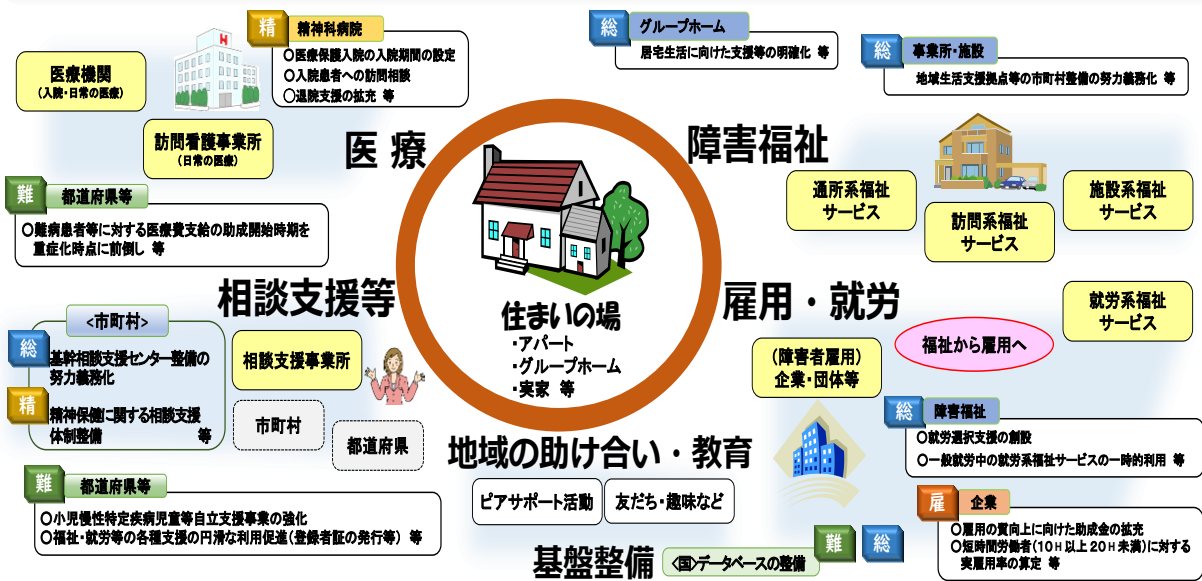 精 精神科病院
○医療保護入院の入院期間の設定
○入院患者への訪問相談
○退院支援の拡充 等
医療機関
(入院・日常の医療)
H
訪問看護事業所
(日常の医療)
医 療
難 都道府県等
○難病患者等に対する医療費支給の助成開始時期を
重症化時点に前倒し 等
総 グループホーム
居宅生活に向けた支援等の明確化 等
総 事業所・施設
地域生活支援拠点等の市町村整備の努力義務化 等
障害福祉
通所系福祉
サービス
訪問系福祉
サービス
施設系福祉
サービス
住まいの場
・アパート
・グループホーム
・実家 等
相談支援等
<市町村>
総 基幹相談支援センター整備の
努力義務化
精 精神保健に関する相談支援
体制整備 等
相談支援事業所
市町村
都道府県
難 都道府県等
○小児慢性特定疾病児童等自立支援事業の強化
○福祉・就労等の各種支援の円滑な利用促進(登録者証の発行等) 等
雇用・就労
就労系福祉
サービス
福祉から雇用へ
(障害者雇用)
企業・団体等
総 障害福祉
○就労選択支援の創設
○一般就労中の就労系福祉サービスの一時的利用 等
雇 企業
○雇用の質向上に向けた助成金の拡充
○短時間労働者(10H以上20H未満)に対する
実雇用率の算定 等
地域の助け合い・教育
ピアサポート活動
友だち・趣味など
基盤整備
<国>データベースの整備
難 総